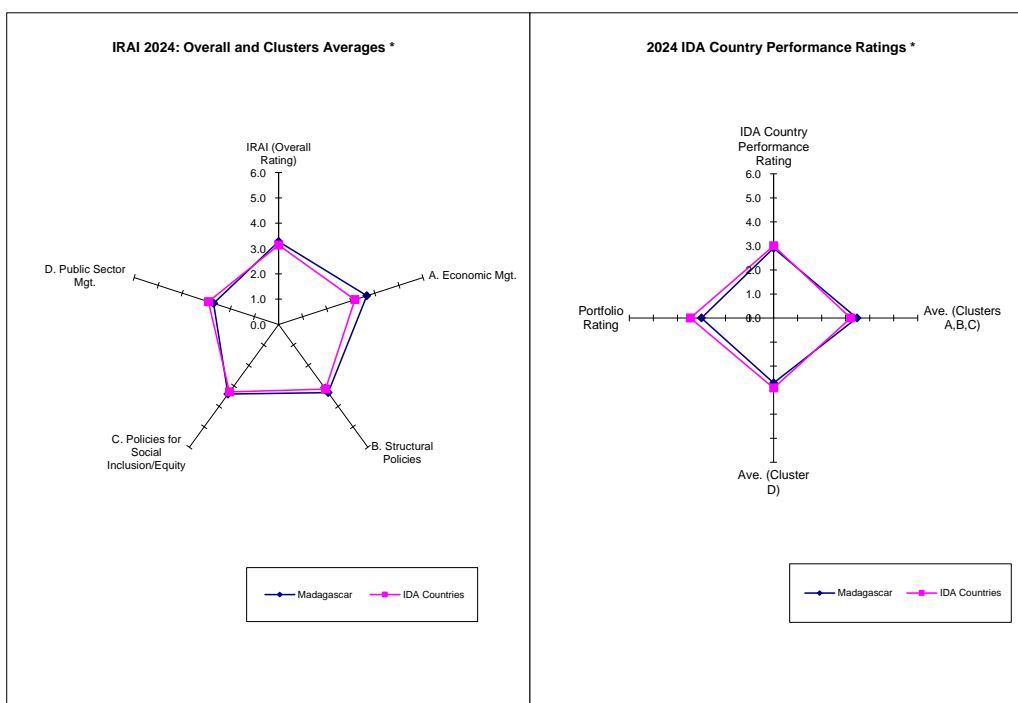 IRAI 2024: Overall and Clusters Averages *
IRAI (Overall
Rating)
6.0
5.0
4.0
3.0
2.0
1.0
0.0
A. Economic Mgt.
B. Structural
Policies
C. Policies for
Social
Inclusion/Equity
D. Public Sector
Mgt.
Madagascar
IDA Countries
2024 IDA Country Performance Ratings *
IDA Country
Performance
Rating
6.0
5.0
4.0
3.0
2.0
1.0
0.0
Ave. (Clusters
A,B,C)
Ave. (Cluster
D)
Portfolio
Rating
Madagascar
IDA Countries